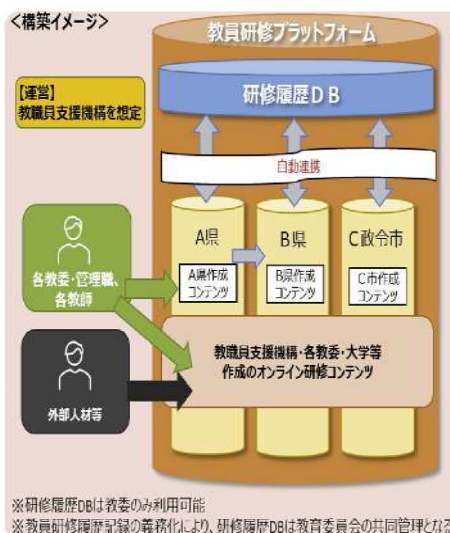 <構築イメージ>
教員研修プラットフォーム
【運営】
教職員支援機構を想定
研修履歴DB
自動連携
A県
B県
C政令市
A県作成
コンテンツ
B県作成
コンテンツ
C市作成
コンテンツ
各教委・管理職、
各教師
教職員支援機構・各教委・大学等
作成のオンライン研修コンテンツ
外部人材等
※研修履歴DBは教委のみ利用可能
※教員研修履歴記録の義務化により、研修履歴DBは教育委員会の共同管理となる